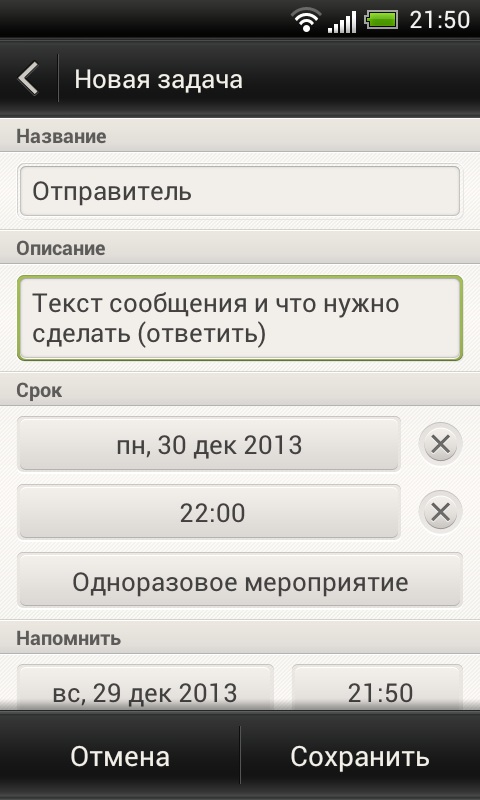 21:50
Новая задача
Название
Отправитель
Описание
Текст сообщения и что нужно
сделать (ответить)
Срок
пн, 30 дек 2013
22:00
Одноразовое мероприятие
Напомнить
вс, 29 дек 2013 21:50
Отмена Сохранить